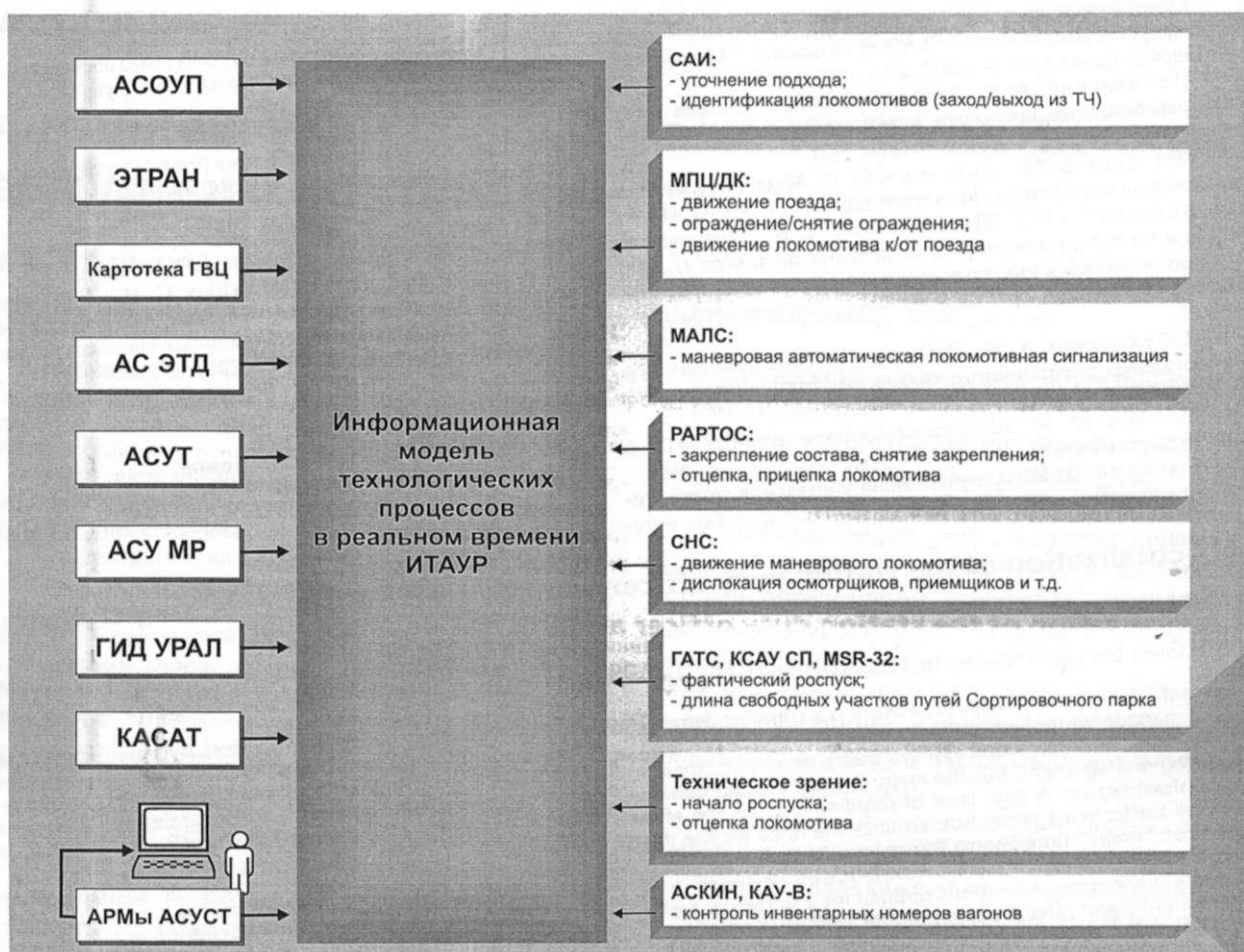 АСОУП
ЭТРАН
Картотека ГВЦ
АС ЭТД
АСУТ
АСУ МР
ГИД УРАЛ
КАСАТ
АРМы АСУСТ
Информационная
модель
технологических
процессов
в реальном времени
ИТАУР
САИ:
- уточнение подхода;
- идентификация локомотивов (заход/выход из ТЧ)
МПЦ/ДК:
- движение поезда;
- ограждение/снятие ограждения;
- движение локомотива к/от поезда
МАЛС:
- маневровая автоматическая локомотивная сигнализация
РАРТОС:
- закрепление состава, снятие закрепления;
- отцепка, прицепка локомотива
СНС:
- движение маневрового локомотива;
- дислокация осмотрщиков, приемщиков и т.д.
ГАТС, КСАУ СП, MSR-32:
- фактический роспуск;
- длина свободных участков путей Сортировочного парка
Техническое зрение:
- начало роспуска;
- отцепка локомотива
АСКИН, КАУ-В:
- контроль инвентарных номеров вагонов